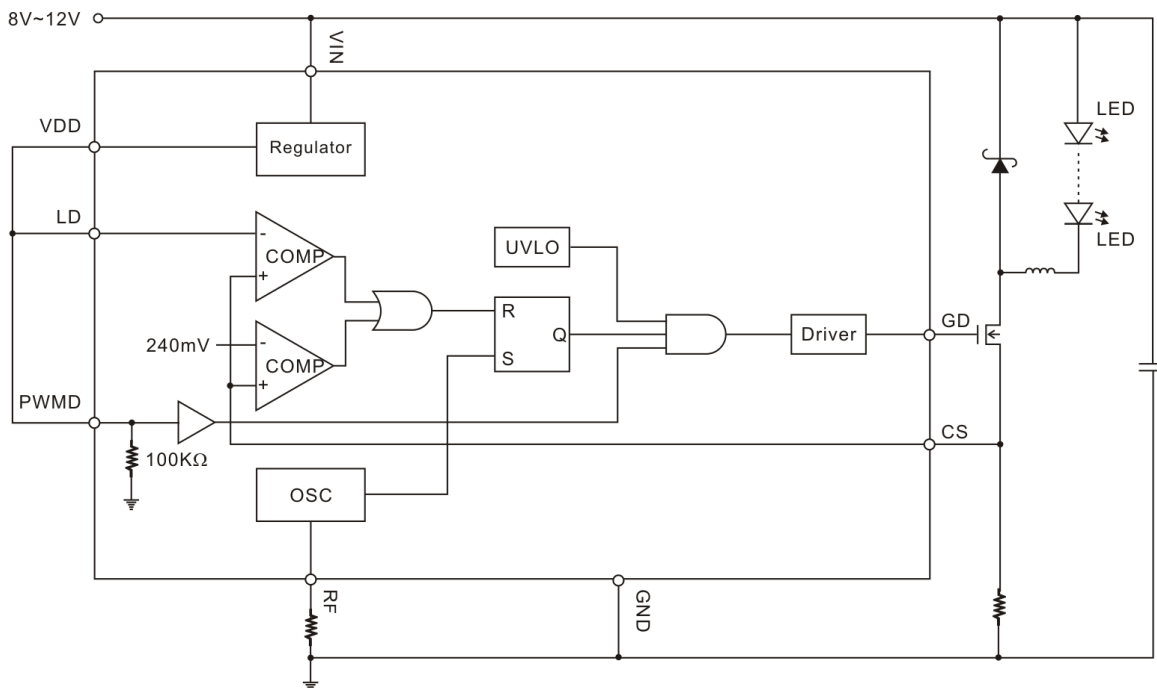 8V~12V
VIN
VDD
Regulator
LED
LD
COMP
-
+
UVLO
LED
240mV
COMP
-
+
R
Q
S
Driver
GD
PWMD
100KΩ
CS
OSC
RF
GND